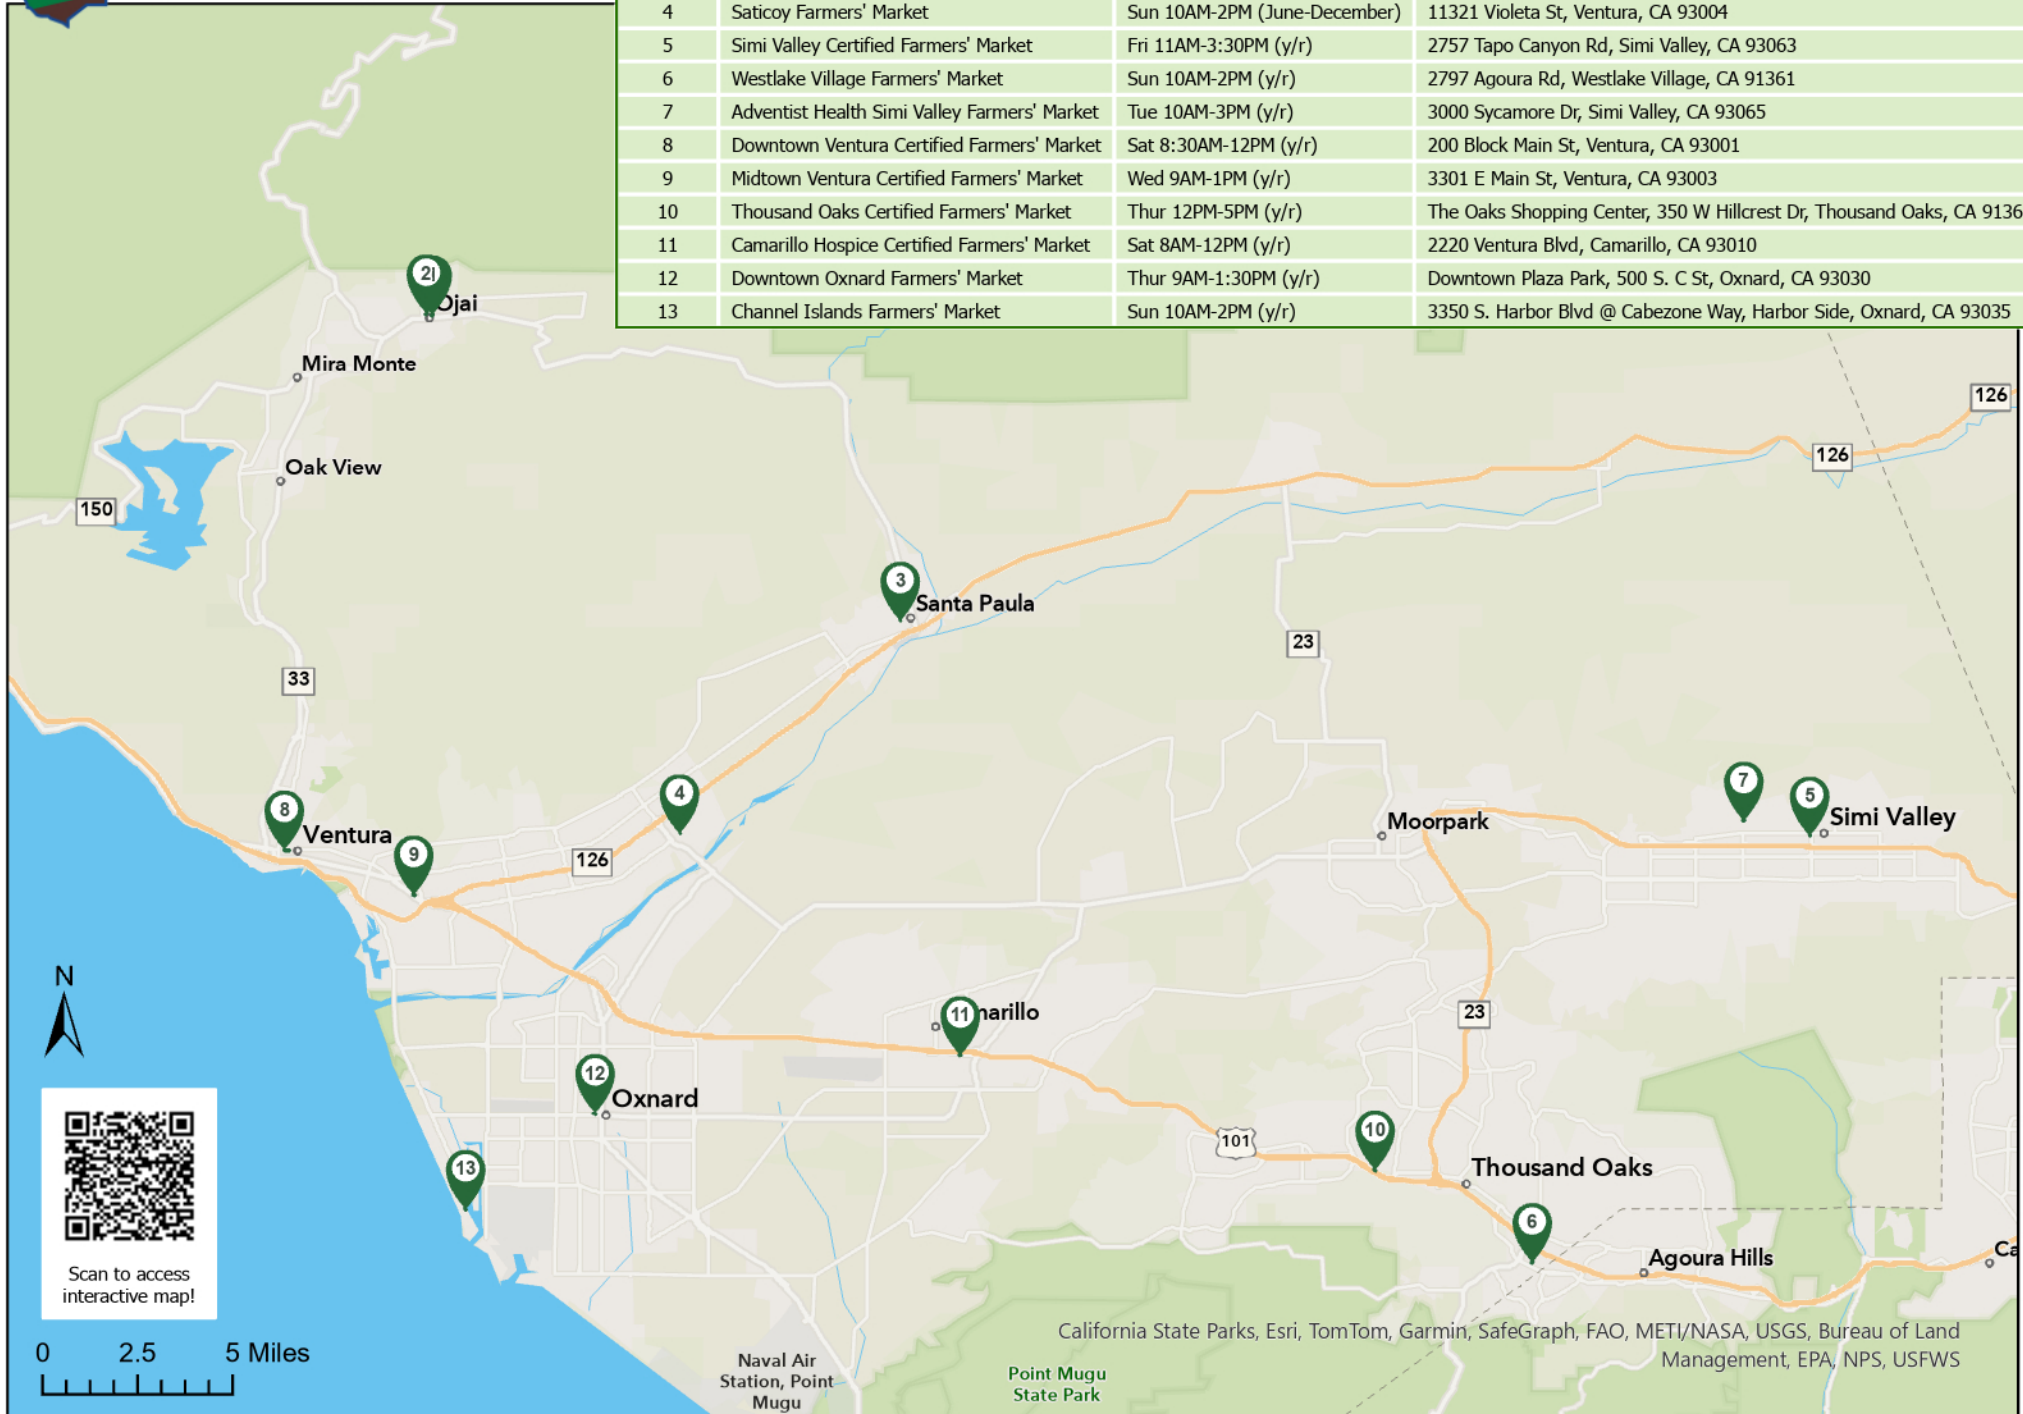 4 Saticoy Farmers' Market Sun 10AM-2PM (June-December) 11321 Violeta St, Ventura, CA 93004
5 Simi Valley Certified Farmers' Market Fri 11AM-3:30PM (y/r) 2757 Tapo Canyon Rd, Simi Valley, CA 93063
6 Westlake Village Farmers' Market Sun 10AM-2PM (y/r) 2797 Agoura Rd, Westlake Village, CA 91361
7 Adventist Health Simi Valley Farmers' Market Tue 10AM-3PM (y/r) 3000 Sycamore Dr, Simi Valley, CA 93065
8 Downtown Ventura Certified Farmers' Market Sat 8:30AM-12PM (y/r) 200 Block Main St, Ventura, CA 93001
9 Midtown Ventura Certified Farmers' Market Wed 9AM-1PM (y/r) 3301 E Main St, Ventura, CA 93003
10 Thousand Oaks Certified Farmers' Market Thur 12PM-5PM (y/r) The Oaks Shopping Center, 350 W Hillcrest Dr, Thousand Oaks, CA 9136
11 Camarillo Hospice Certified Farmers' Market Sat 8AM-12PM (y/r) 2220 Ventura Blvd, Camarillo, CA 93010
12 Downtown Oxnard Farmers' Market Thur 9AM-1:30PM (y/r) Downtown Plaza Park, 500 S. C St, Oxnard, CA 93030
13 Channel Islands Farmers' Market Sun 10AM-2PM (y/r) 3350 S. Harbor Blvd @ Cabezone Way, Harbor Side, Oxnard, CA 93035
2
Ojai
Mira Monte
126
126
Oak View
150
3
Santa Paula
23
33
4
7
5
Simi Valley
8
Ventura
Moorpark
9
126
N
11
marillo
23
12
Oxnard
10
101
13
Thousand Oaks
6
Agoura Hills
Ca
Scan to access
interactive map!
0 2.5 5 Miles
California State Parks, Esri, TomTom, Garmin, SafeGraph, FAO, METI/NASA, USGS, Bureau of Land
Management, EPA, NPS, USFWS
Naval Air
Station, Point
Mugu
Point Mugu
State Park